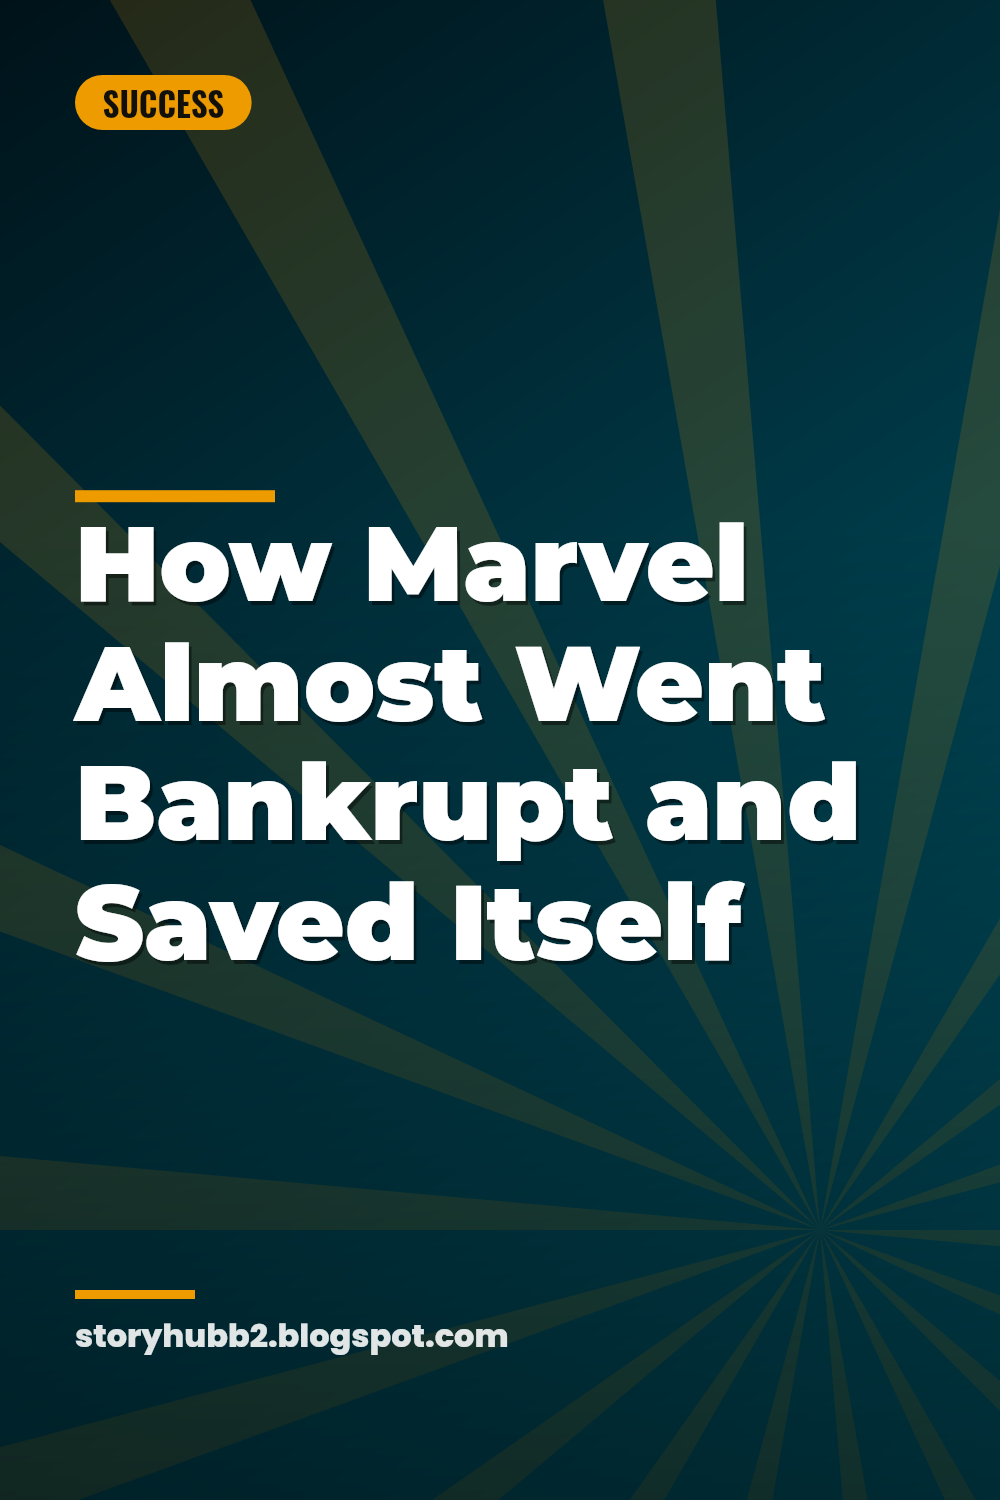 SUCCESS
How Marvel
Almost Went
Bankrupt and
Saved Itself
storyhubb2.blogspot.com